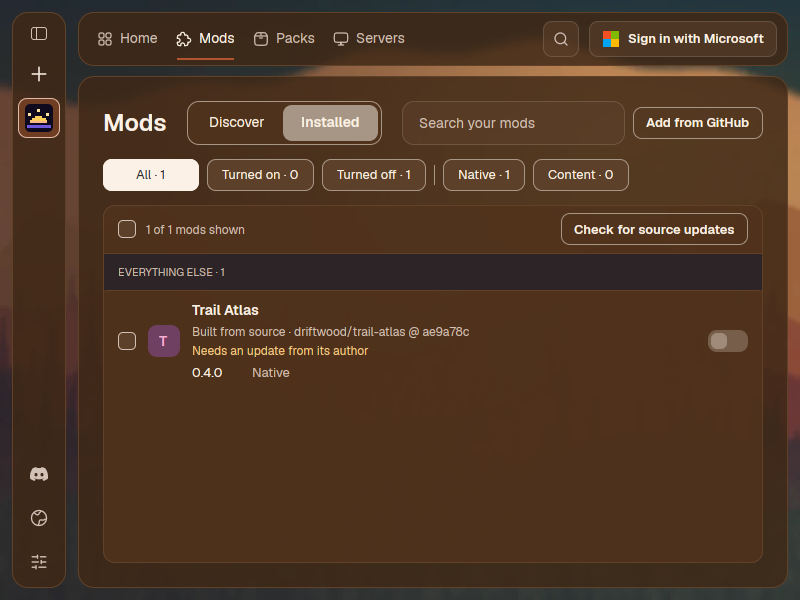 Home
Mods
Packs
Servers
Sign in with Microsoft
Mods
Discover
Installed
Search your mods
Add from GitHub
All · 1
Turned on · 0
Turned off · 1
Native · 1
Content · 0
1 of 1 mods shown
Check for source updates
EVERYTHING ELSE · 1
Trail Atlas
T
Built from source · driftwood/trail-atlas @ ae9a78c
Needs an update from its author
0.4.0
Native